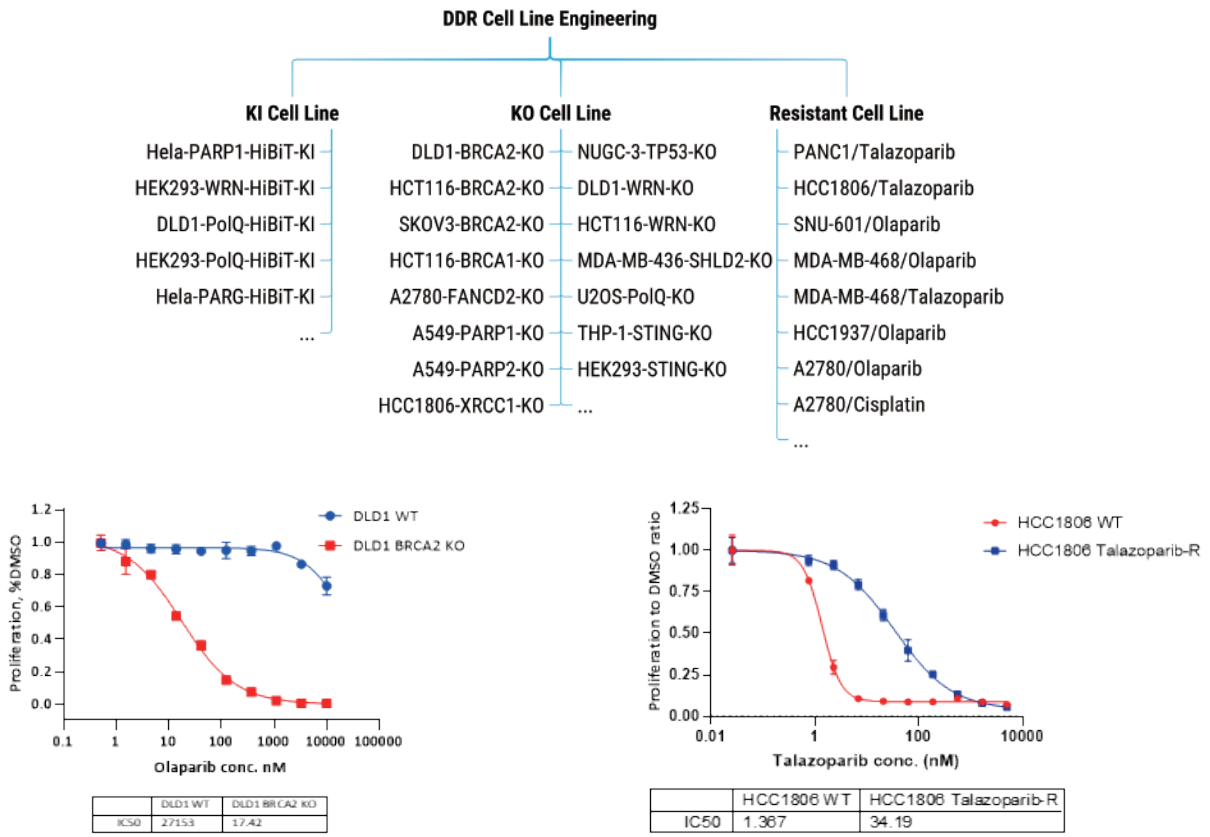 DDR Cell Line Engineering
KI Cell Line
Hela-PARP1-HiBiT-KI
HEK293-WRN-HiBiT-KI
DLD1-PolQ-HiBiT-KI
HEK293-PolQ-HiBiT-KI
Hela-PARG-HiBiT-KI
...
KO Cell Line
DLD1-BRCA2-KO NUGC-3-TP53-KO
HCT116-BRCA2-KO DLD1-WRN-KO
SKOV3-BRCA2-KO HCT116-WRN-KO
HCT116-BRCA1-KO MDA-MB-436-SHLD2-KO
A2780-FANCD2-KO U2OS-PolQ-KO
A549-PARP1-KO THP-1-STING-KO
A549-PARP2-KO HEK293-STING-KO
HCC1806-XRCC1-KO ...
Resistant Cell Line
PANC1/Talazoparib
HCC1806/Talazoparib
SNU-601/Olaparib
MDA-MB-468/Olaparib
MDA-MB-468/Talazoparib
HCC1937/Olaparib
A2780/Olaparib
A2780/Cisplatin
...
Proliferation, %DMSO
1.2
1.0
0.8
0.6
0.4
0.2
0.0
0.1 1 10 100 1000 10000 100000
Olaparib conc. nM
DLD1 WT
DLD1 BRCA2 KO
DLD1 WT DLD1 BRCA2 KO
IC50 27153 17.42
Proliferation to DMSO ratio
1.25
1.00
0.75
0.50
0.25
0.00
0.01 1 100 10000
Talazoparib conc. (nM)
HCC1806 WT
HCC1806 Talazoparib-R
HCC1806 WT HCC1806 Talazoparib-R
IC50 1.367 34.19